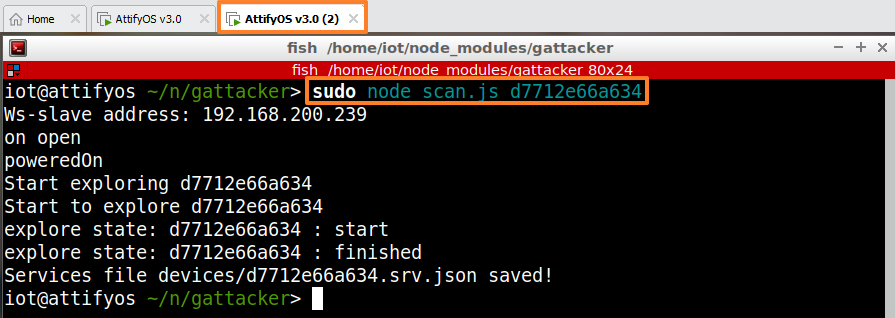 Home AttifyOS v3.0 AttifyOS v3.0 (2)
fish /home/iot/node_modules/gattacker
fish /home/iot/node_modules/gattacker 80x24
iot@attifyos ~/n/gattacker> sudo node scan.js d7712e66a634
Ws-slave address: 192.168.200.239
on open
poweredOn
Start exploring d7712e66a634
Start to explore d7712e66a634
explore state: d7712e66a634 : start
explore state: d7712e66a634 : finished
Services file devices/d7712e66a634.srv.json saved!
iot@attifyos ~/n/gattacker>